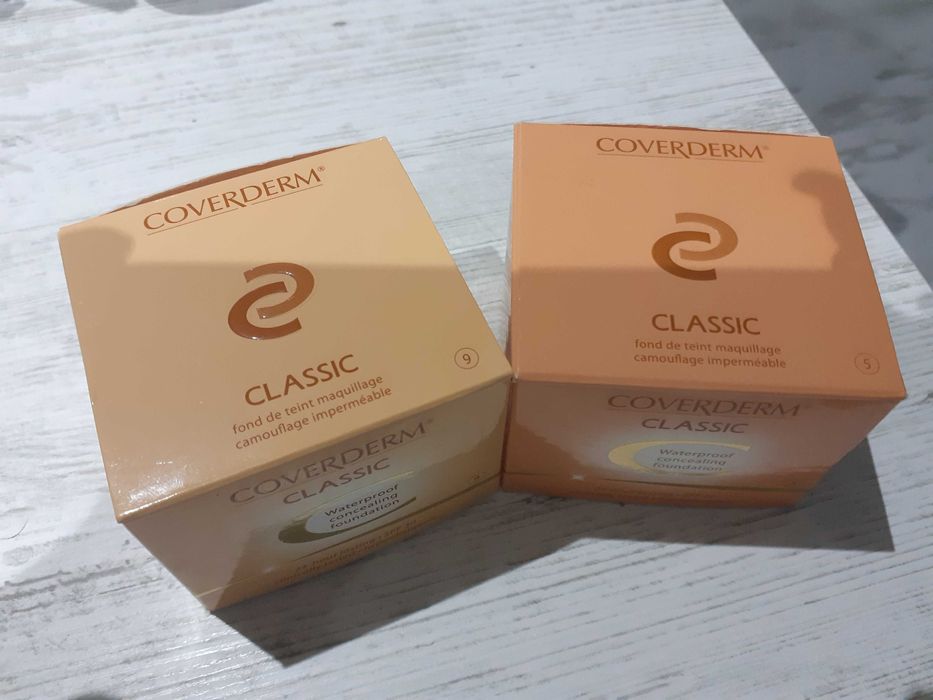 COVERDERM®
CLASSIC
fond de teint maquillage
camouflage imperméable
9
COVERDERM®
CLASSIC
Waterproof
concealing
foundation
COVERDERM®
CLASSIC
fond de teint maquillage
camouflage imperméable
5
COVERDERM
CLASSIC
Waterproof
concealing
foundation